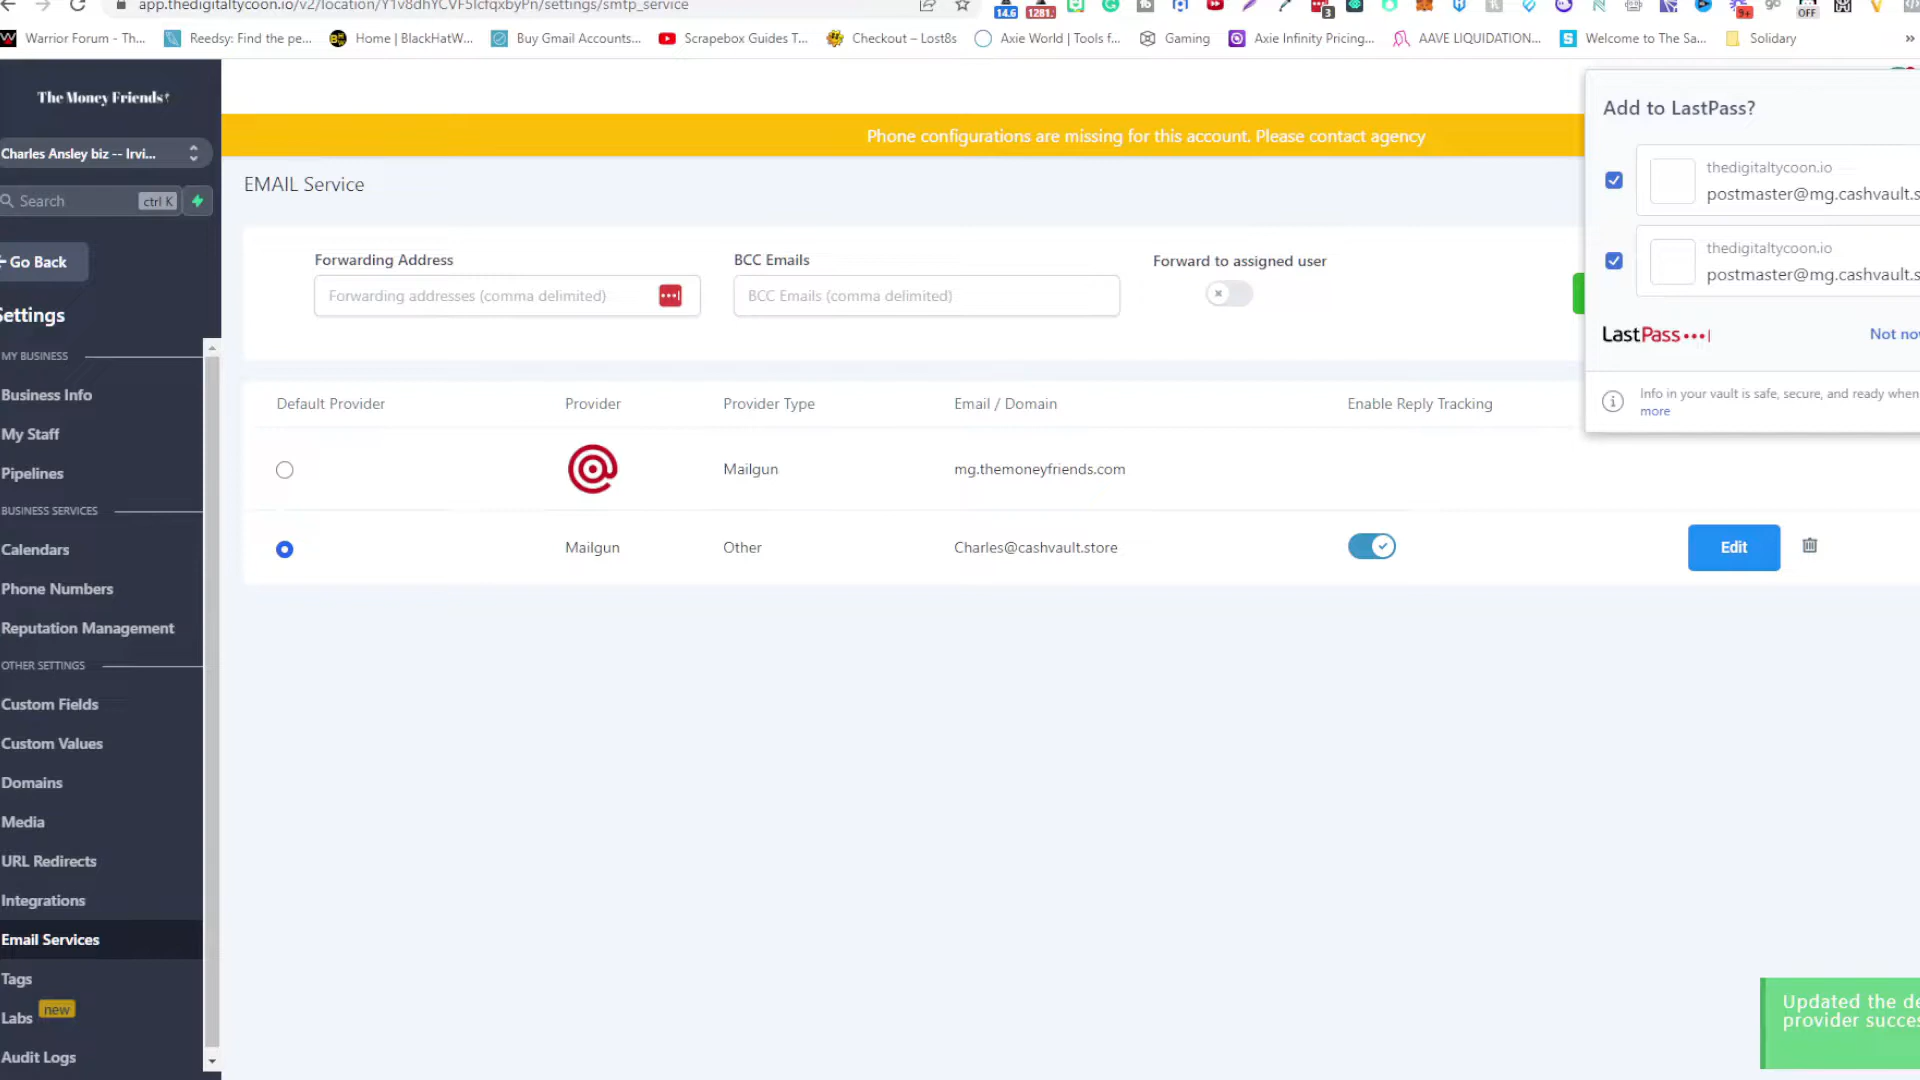 app.thedigitaltycoon.io/v2/location/Y1v8dhYCVF5lcfqxbyPn/settings/smtp_service
14.6
1281.
3
9+
OFF
Warrior Forum - Th...
Reedsy: Find the pe...
Home | BlackHatW...
Buy Gmail Accounts...
Scrapebox Guides T...
Checkout – Lost8s
Axie World | Tools f...
Gaming
Axie Infinity Pricing...
AAVE LIQUIDATION...
Welcome to The Sa...
Solidary
»
The Money Friends
Charles Ansley biz -- Irvi...
Search
ctrl K
Go Back
Settings
MY BUSINESS
Business Info
My Staff
Pipelines
BUSINESS SERVICES
Calendars
Phone Numbers
Reputation Management
OTHER SETTINGS
Custom Fields
Custom Values
Domains
Media
URL Redirects
Integrations
Email Services
Tags
Labs new
Audit Logs
Phone configurations are missing for this account. Please contact agency
EMAIL Service
Forwarding Address
Forwarding addresses (comma delimited)
BCC Emails
BCC Emails (comma delimited)
Forward to assigned user
Default Provider
Provider
Provider Type
Email / Domain
Enable Reply Tracking
Mailgun
mg.themoneyfriends.com
Mailgun
Other
Charles@cashvault.store
Edit
Add to LastPass?
thedigitaltycoon.io
postmaster@mg.cashvault.s
thedigitaltycoon.io
postmaster@mg.cashvault.s
LastPass
Not now
Info in your vault is safe, secure, and ready when
more
Updated the de
provider succes